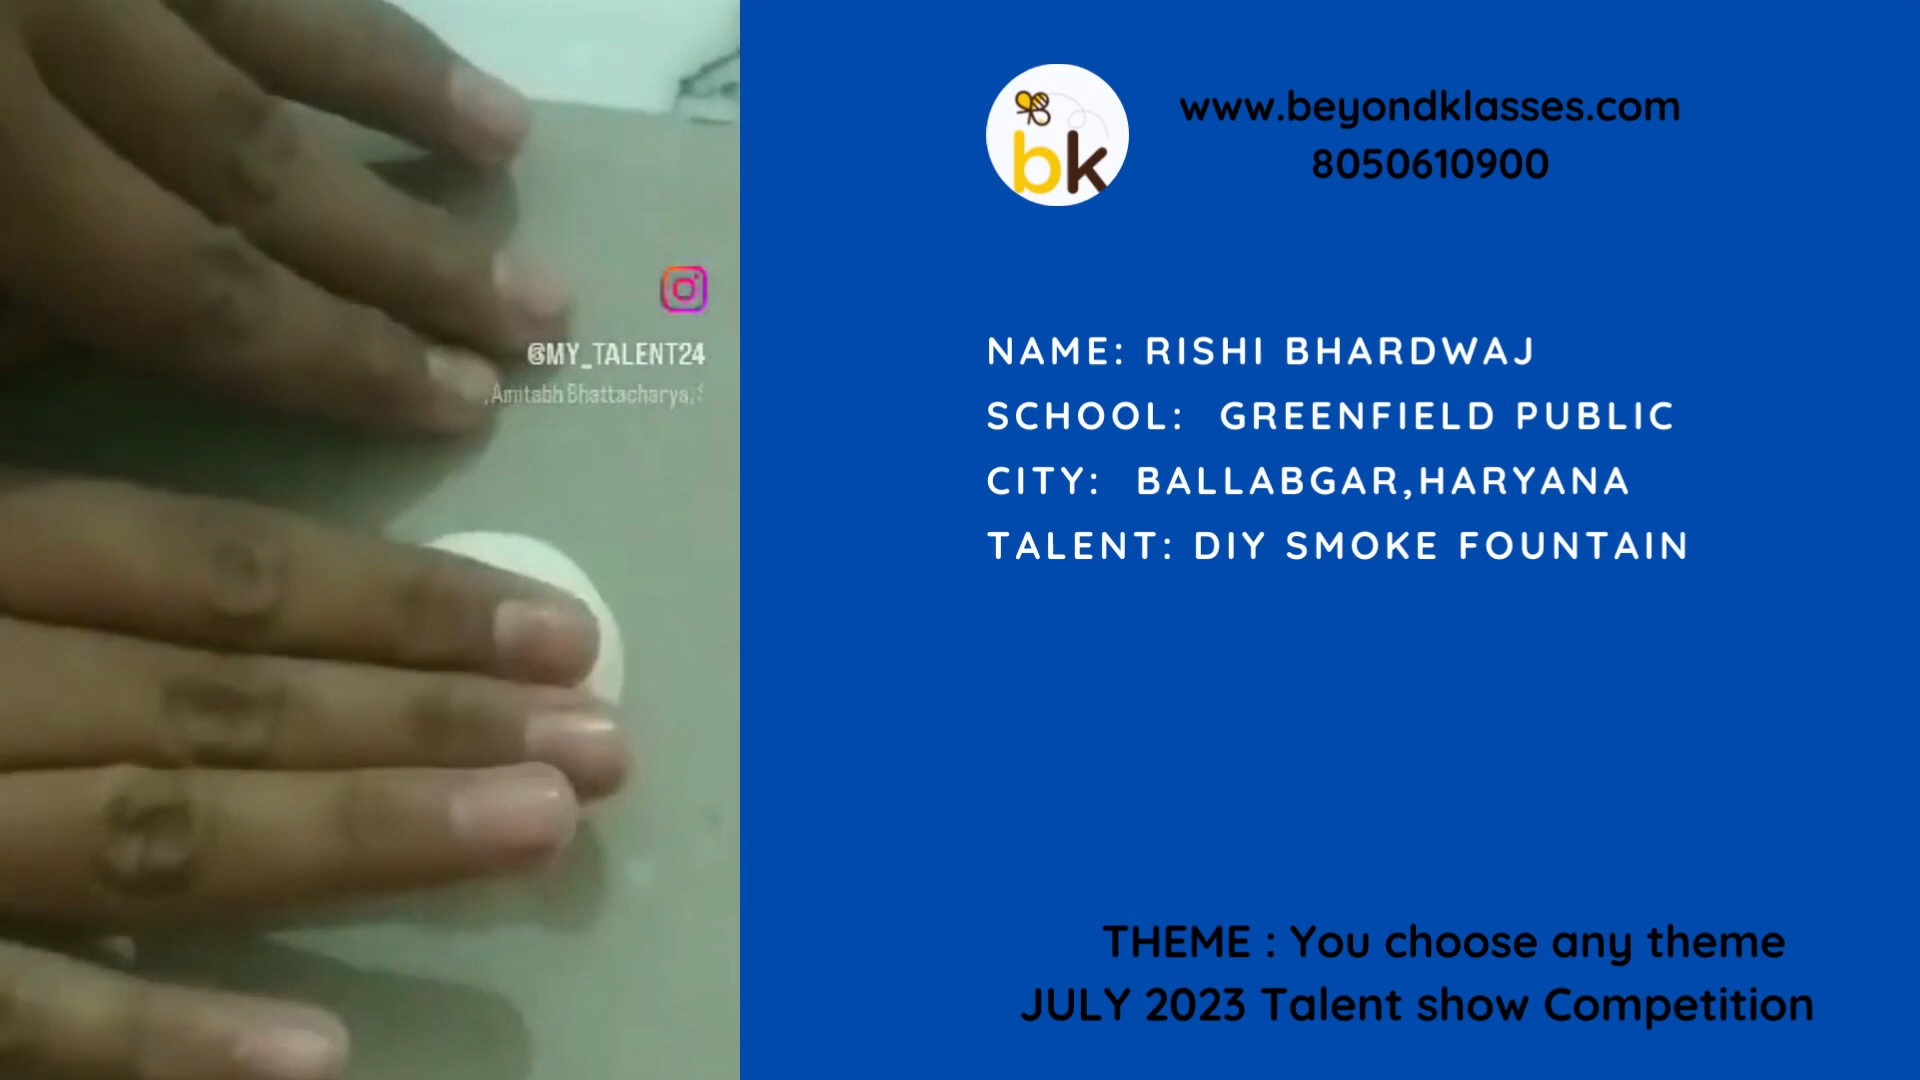 @MY_TALENT24
, Amitabh Bhattacharya,
bk
www.beyondklasses.com
8050610900
NAME: RISHI BHARDWAJ
SCHOOL: GREENFIELD PUBLIC
CITY: BALLABGAR,HARYANA
TALENT: DIY SMOKE FOUNTAIN
THEME : You choose any theme
JULY 2023 Talent show Competition